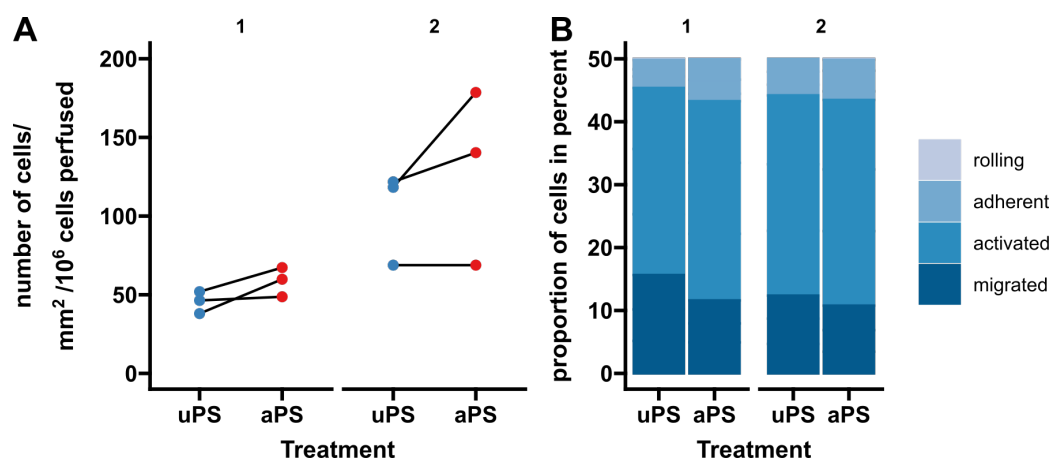 A
1
2
number of cells/
mm² /10⁶ cells perfused
200
150
100
50
0
uPS
aPS
uPS
aPS
Treatment
B
1
2
proportion of cells in percent
50
40
30
20
10
0
uPS
aPS
uPS
aPS
Treatment
rolling
adherent
activated
migrated